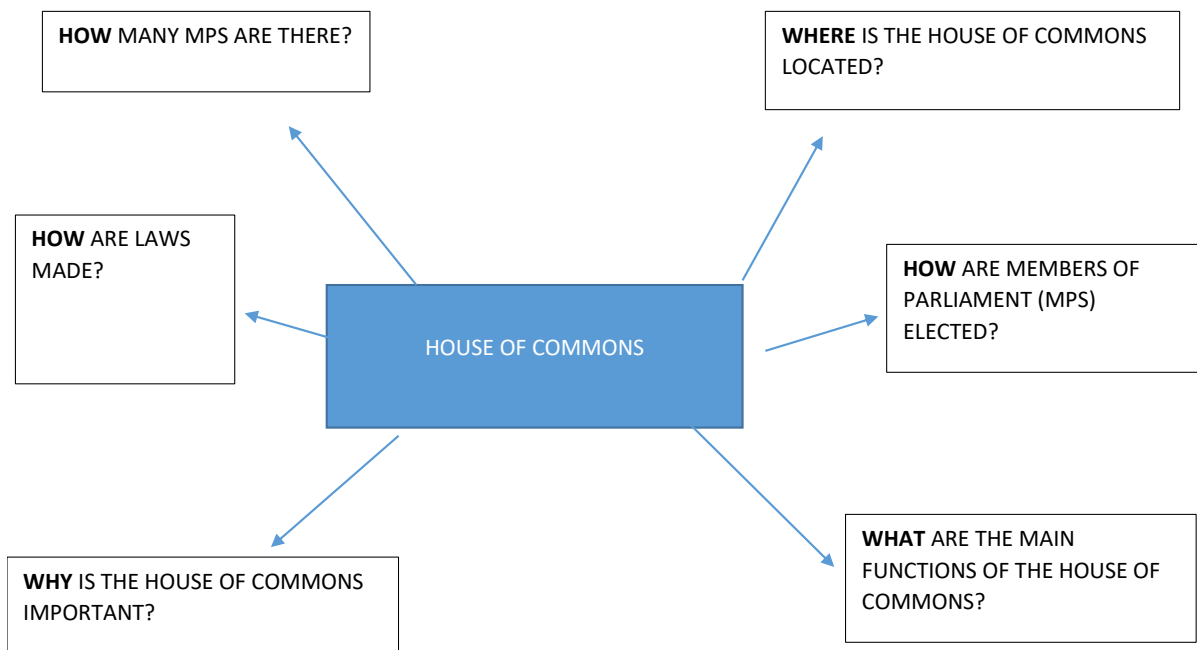 HOW MANY MPS ARE THERE?
WHERE IS THE HOUSE OF COMMONS
LOCATED?
HOW ARE LAWS
MADE?
HOW ARE MEMBERS OF
PARLIAMENT (MPS)
ELECTED?
HOUSE OF COMMONS
WHY IS THE HOUSE OF COMMONS
IMPORTANT?
WHAT ARE THE MAIN
FUNCTIONS OF THE HOUSE OF
COMMONS?